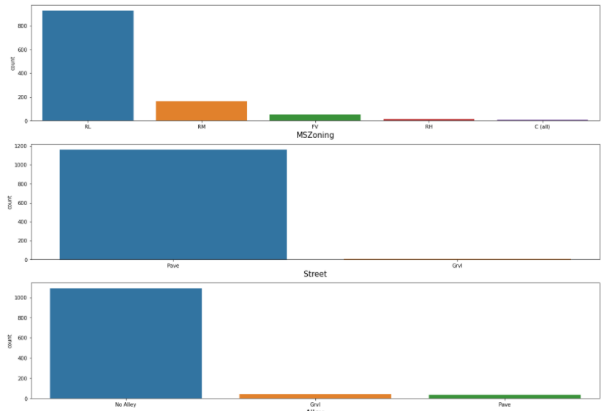 800
600
400
200
0
count
RL
RM
FV
RH
C (all)
MSZoning
1200
1000
800
600
400
200
0
count
Pave
Grvl
Street
1000
800
600
400
200
0
count
No Alley
Grvl
Pave